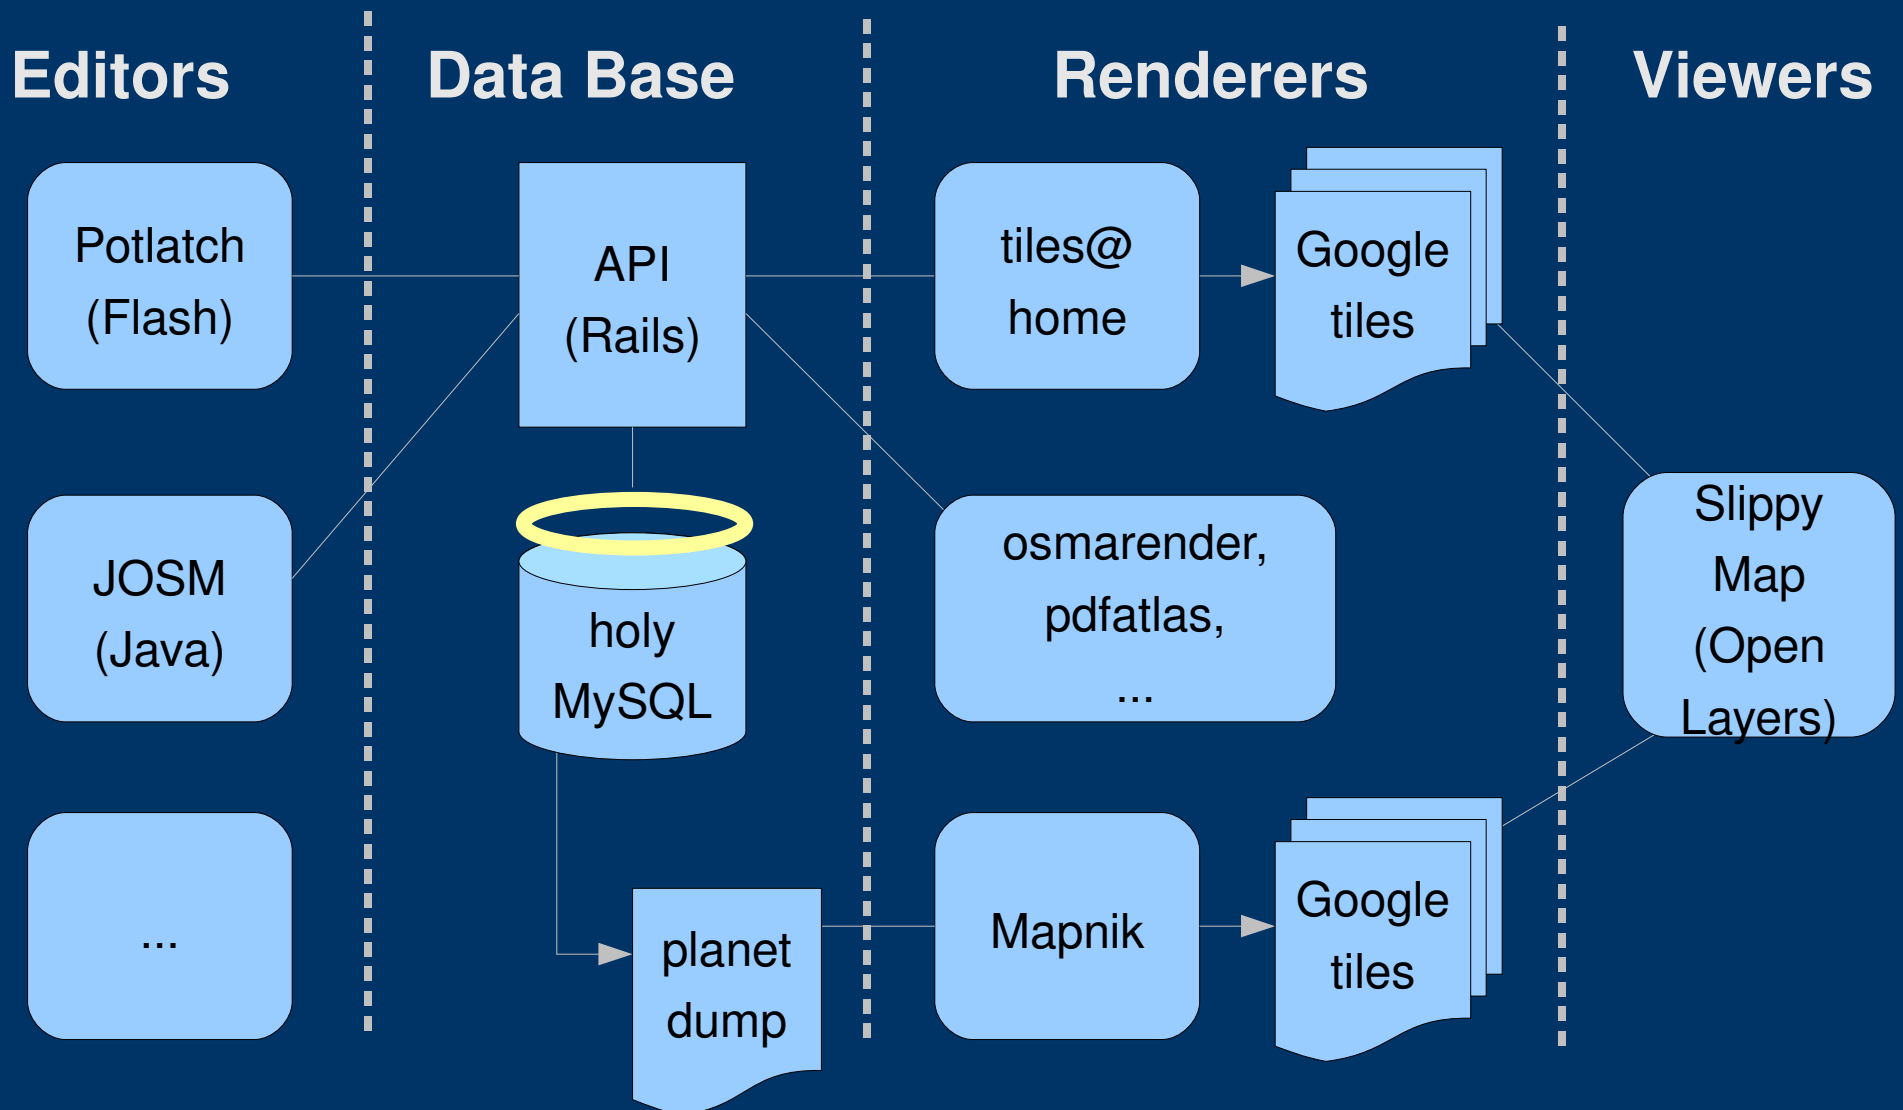 Editors
Data Base
Renderers
Viewers
Potlatch
(Flash)
API
(Rails)
tiles@
home
Google
tiles
JOSM
(Java)
holy
MySQL
osmarender,
pdfatlas,
...
Slippy
Map
(Open
Layers)
...
planet
dump
Mapnik
Google
tiles